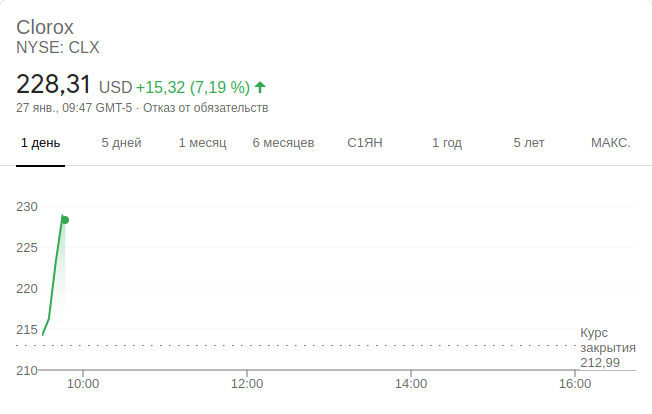 Clorox
NYSE: CLX
228,31 USD +15,32 (7,19 %)
27 янв., 09:47 GMT-5 · Отказ от обязательств
1 день 5 дней 1 месяц 6 месяцев С1ЯН 1 год 5 лет МАКС.
230
225
220
215
Курс
закрытия
212,99
210
10:00 12:00 14:00 16:00